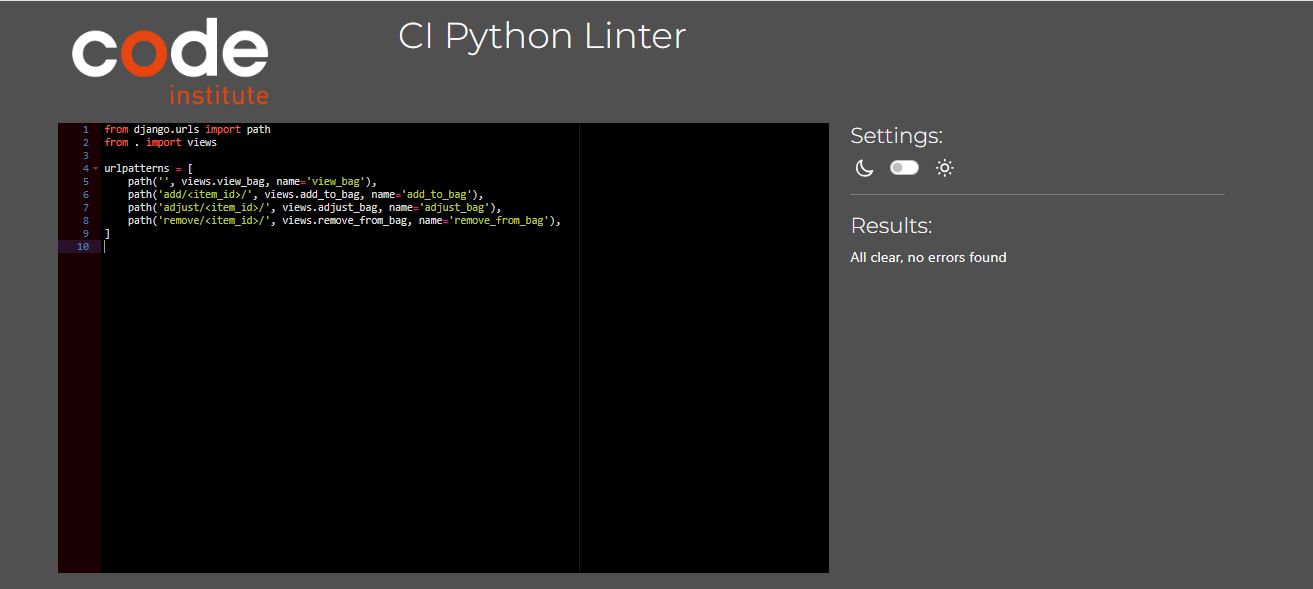 code
institute
CI Python Linter
1 from django.urls import path
2 from . import views
3
4 urlpatterns = [
5     path('', views.view_bag, name='view_bag'),
6     path('add/<item_id>/', views.add_to_bag, name='add_to_bag'),
7     path('adjust/<item_id>/', views.adjust_bag, name='adjust_bag'),
8     path('remove/<item_id>/', views.remove_from_bag, name='remove_from_bag'),
9 ]
10
Settings:
Results:
All clear, no errors found